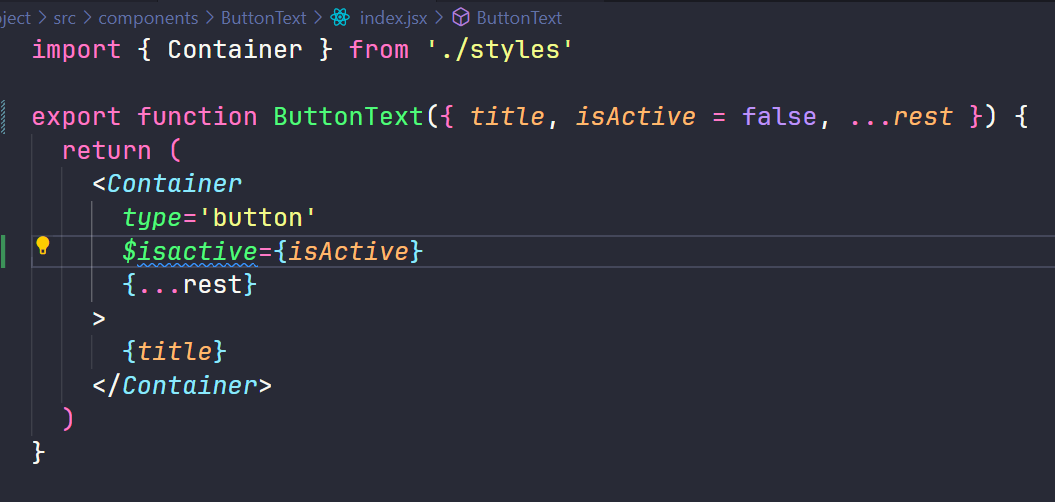 ject > src > components > ButtonText > index.jsx > ButtonText
import { Container } from './styles'
export function ButtonText({ title, isActive = false, ...rest }) {
return (
<Container
type='button'
$isactive={isActive}
{...rest}
>
{title}
</Container>
)
}